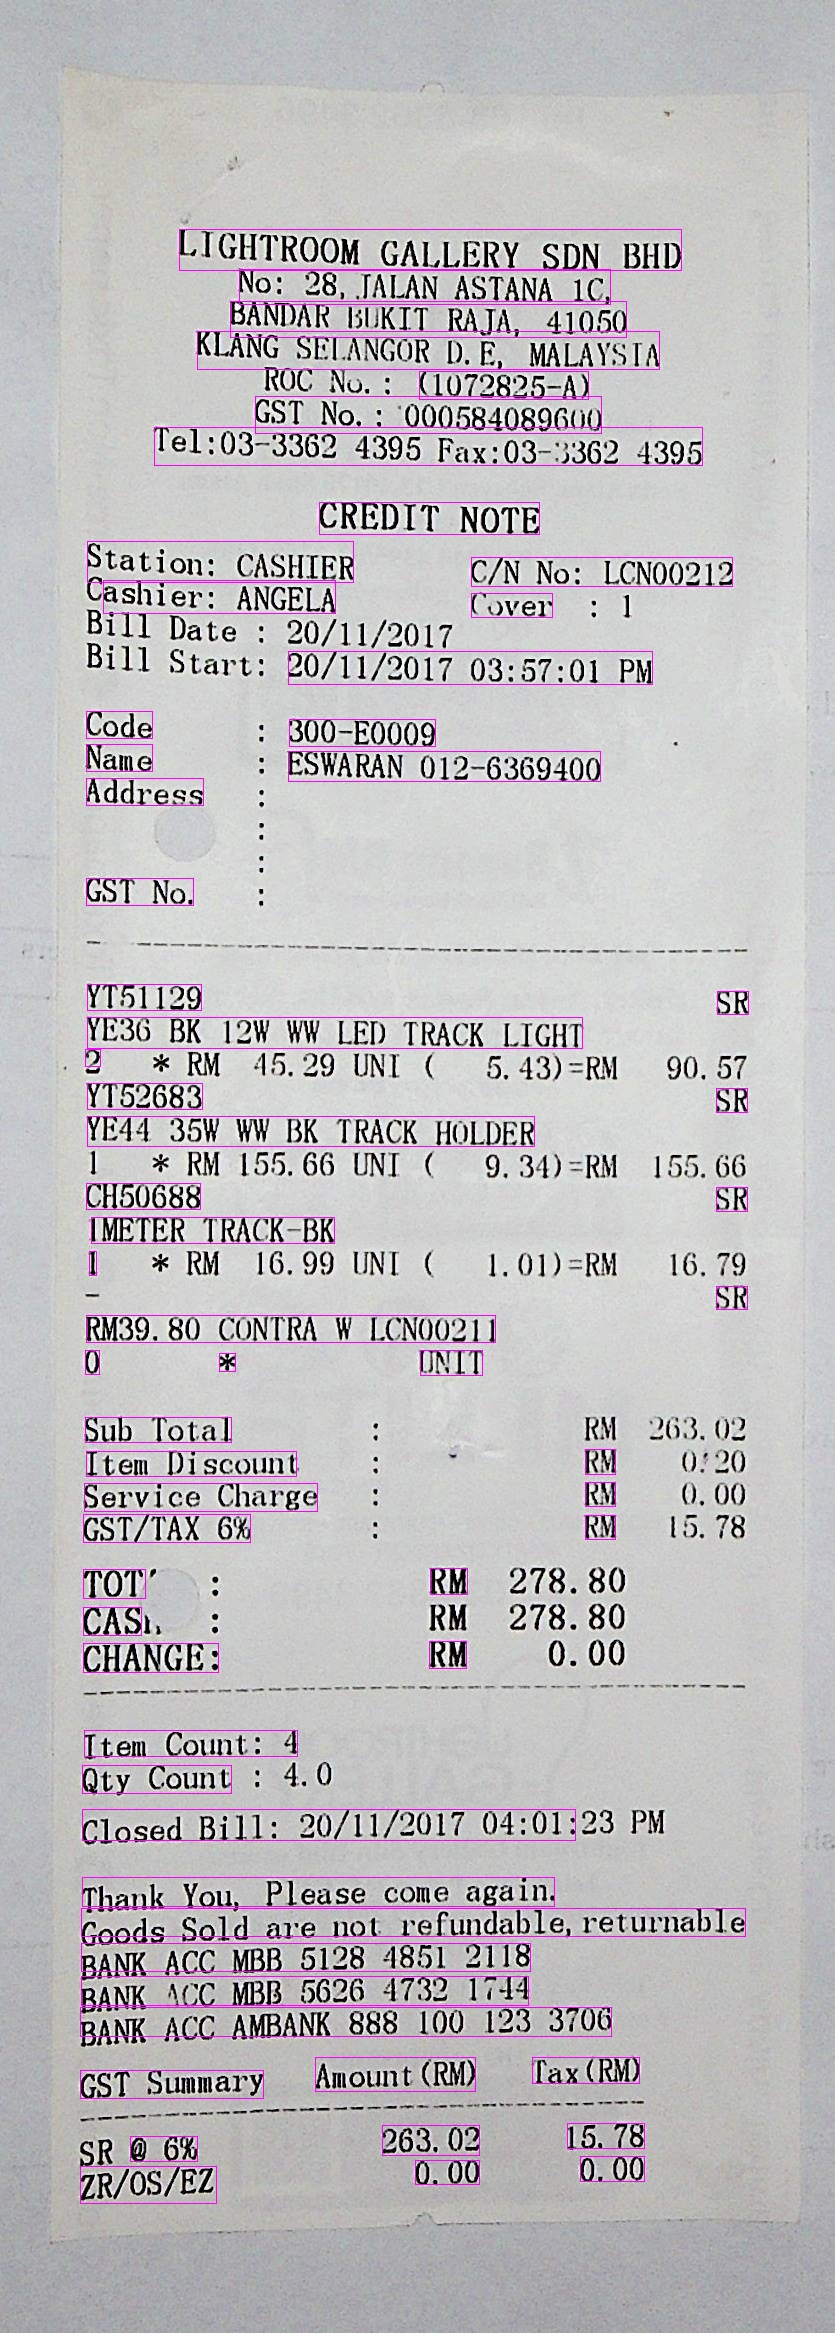 LIGHTROOM GALLERY SDN BHD
No: 28, JALAN ASTANA 1C,
BANDAR BUKIT RAJA, 41050
KLANG SELANGOR D.E, MALAYSIA
ROC No.: (1072825-A)
GST No.: 000584089600
Tel:03-3362 4395 Fax:03-3362 4395
CREDIT NOTE
Station: CASHIER C/N No: LCN00212
Cashier: ANGELA Cover : 1
Bill Date : 20/11/2017
Bill Start: 20/11/2017 03:57:01 PM
Code : 300-E0009
Name : ESWARAN 012-6369400
Address :
:
:
GST No. :
YT51129 SR
YE36 BK 12W WW LED TRACK LIGHT
2 * RM 45.29 UNI ( 5.43)=RM 90.57
YT52683 SR
YE44 35W WW BK TRACK HOLDER
1 * RM 155.66 UNI ( 9.34)=RM 155.66
CH50688 SR
1METER TRACK-BK
1 * RM 16.99 UNI ( 1.01)=RM 16.79
- SR
RM39.80 CONTRA W LCN00211
0 * UNIT
Sub Total : RM 263.02
Item Discount : RM 0.20
Service Charge : RM 0.00
GST/TAX 6% : RM 15.78
: RM 278.80
: RM 278.80
CHANGE: RM 0.00
Item Count: 4
Qty Count : 4.0
Closed Bill: 20/11/2017 04:01:23 PM
Thank You, Please come again.
Goods Sold are not refundable, returnable
BANK ACC MBB 5128 4851 2118
BANK ACC MBB 5626 4732 1744
BANK ACC AMBANK 888 100 123 3706
GST Summary Amount(RM) Tax(RM)
SR @ 6% 263.02 15.78
ZR/OS/EZ 0.00 0.00